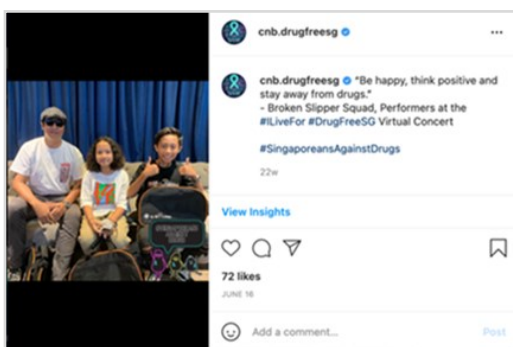 cnb.drugfreesg
cnb.drugfreesg "Be happy, think positive and
stay away from drugs."
- Broken Slipper Squad, Performers at the
#ILiveFor #DrugFreeSG Virtual Concert
#SingaporeansAgainstDrugs
22w
View Insights
72 likes
JUNE 16
Add a comment...
Post